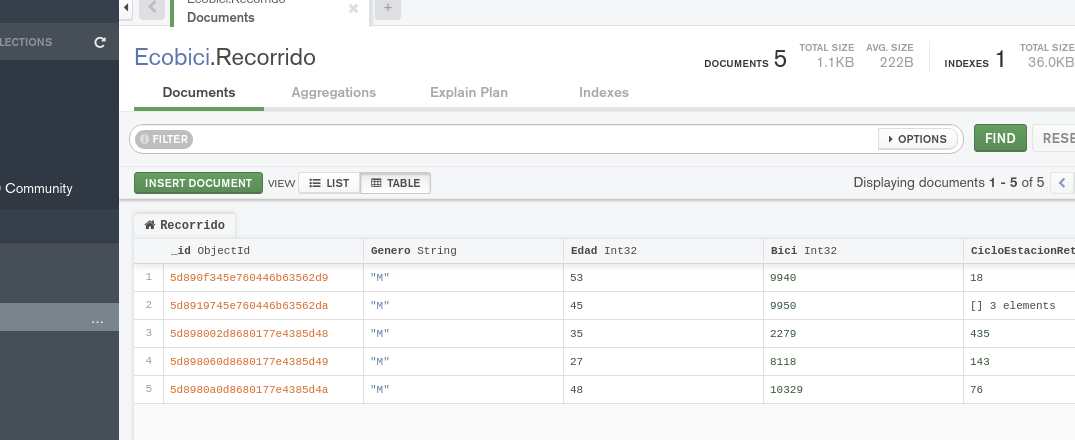 Ecobici.Recorrido
Documents
LECTIONS
Ecobici.Recorrido
DOCUMENTS 5 TOTAL SIZE 1.1KB AVG. SIZE 222B INDEXES 1 TOTAL SIZE 36.0KB
Documents Aggregations Explain Plan Indexes
FILTER OPTIONS FIND RESE
Community
INSERT DOCUMENT VIEW LIST TABLE Displaying documents 1 - 5 of 5
Recorrido
_id ObjectId Genero String Edad Int32 Bici Int32 CicloEstacionRet
1 5d890f345e760446b63562d9 "M" 53 9940 18
2 5d8919745e760446b63562da "M" 45 9950 [] 3 elements
...
3 5d898002d8680177e4385d48 "M" 35 2279 435
4 5d898060d8680177e4385d49 "M" 27 8118 143
5 5d8980a0d8680177e4385d4a "M" 48 10329 76